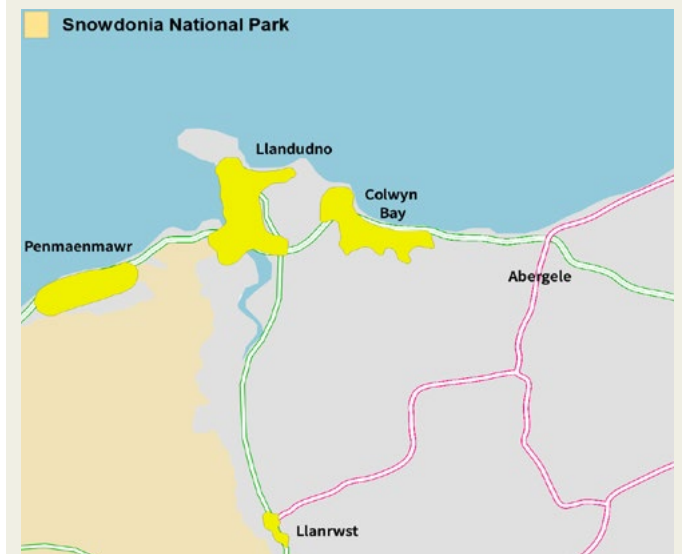 Snowdonia National Park
Llandudno
Colwyn
Bay
Penmaenmawr
Abergele
Llanrwst